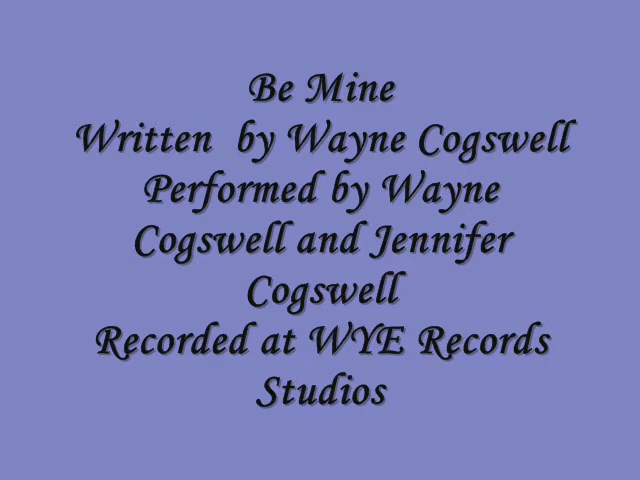 Be Mine
Written by Wayne Cogswell
Performed by Wayne
Cogswell and Jennifer
Cogswell
Recorded at WYE Records
Studios